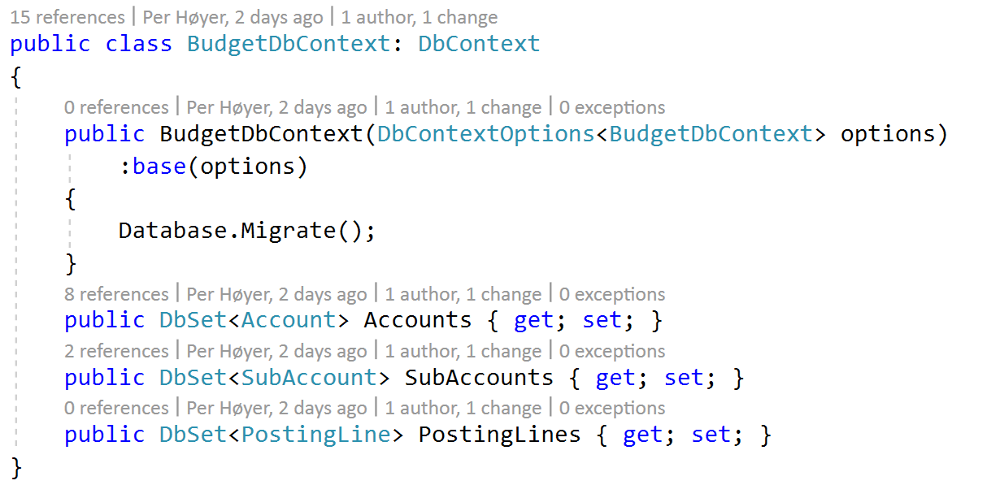 15 references | Per Høyer, 2 days ago | 1 author, 1 change
public class BudgetDbContext: DbContext
{
0 references | Per Høyer, 2 days ago | 1 author, 1 change | 0 exceptions
public BudgetDbContext(DbContextOptions<BudgetDbContext> options)
:base(options)
{
Database.Migrate();
}
8 references | Per Høyer, 2 days ago | 1 author, 1 change | 0 exceptions
public DbSet<Account> Accounts { get; set; }
2 references | Per Høyer, 2 days ago | 1 author, 1 change | 0 exceptions
public DbSet<SubAccount> SubAccounts { get; set; }
0 references | Per Høyer, 2 days ago | 1 author, 1 change | 0 exceptions
public DbSet<PostingLine> PostingLines { get; set; }
}